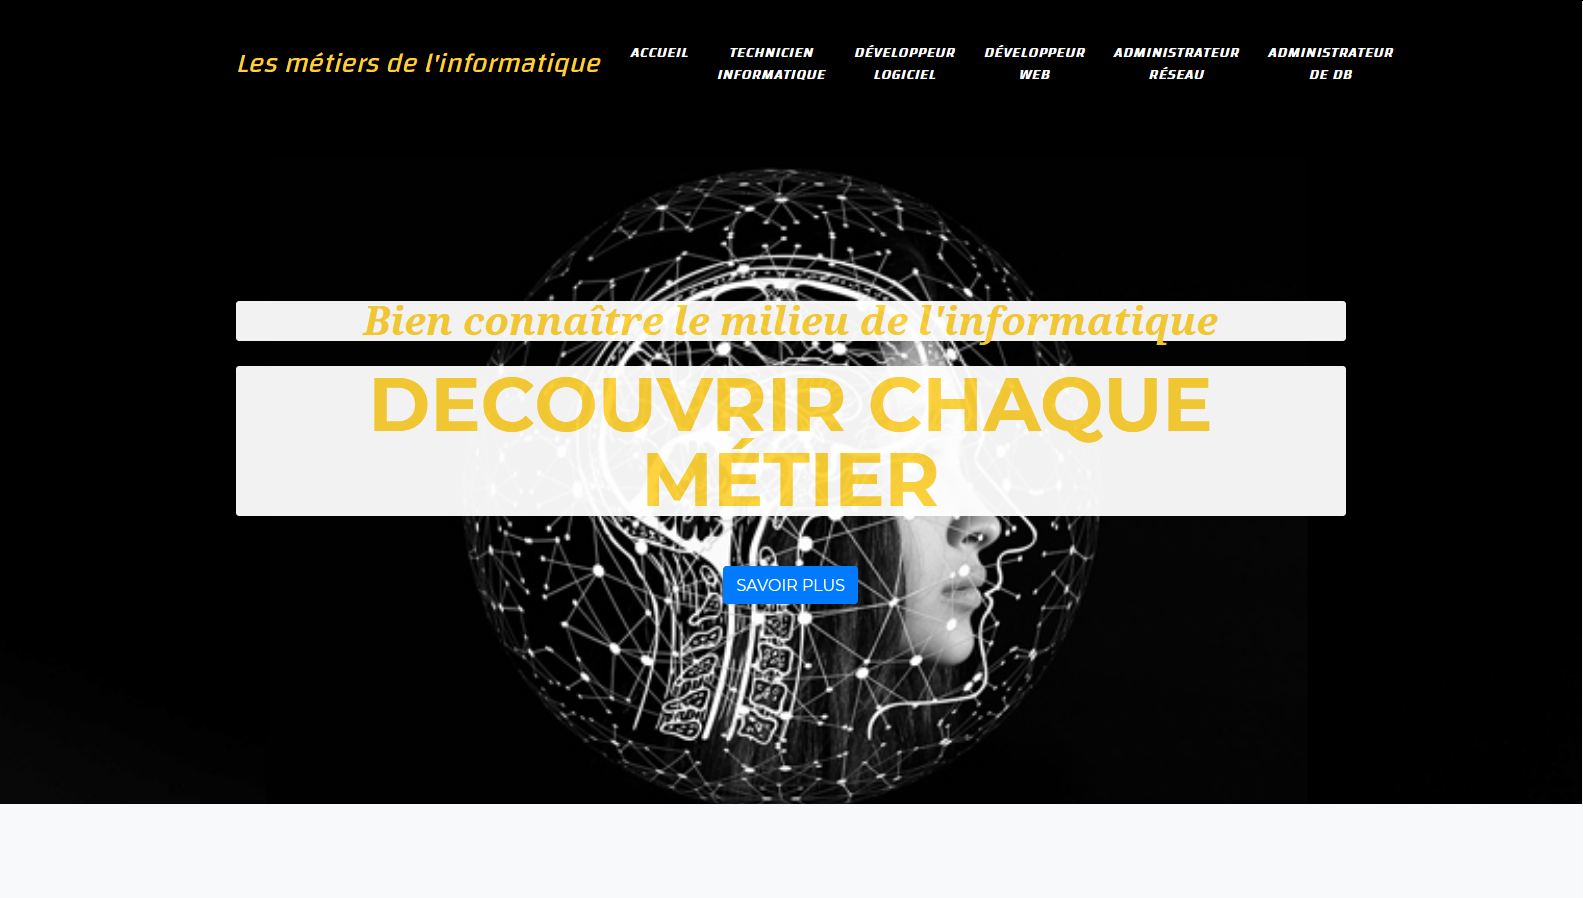 Les métiers de l'informatique
ACCUEIL
TECHNICIEN
INFORMATIQUE
DÉVELOPPEUR
LOGICIEL
DÉVELOPPEUR
WEB
ADMINISTRATEUR
RÉSEAU
ADMINISTRATEUR
DE DB
Bien connaître le milieu de l'informatique
DECOUVRIR CHAQUE
MÉTIER
SAVOIR PLUS